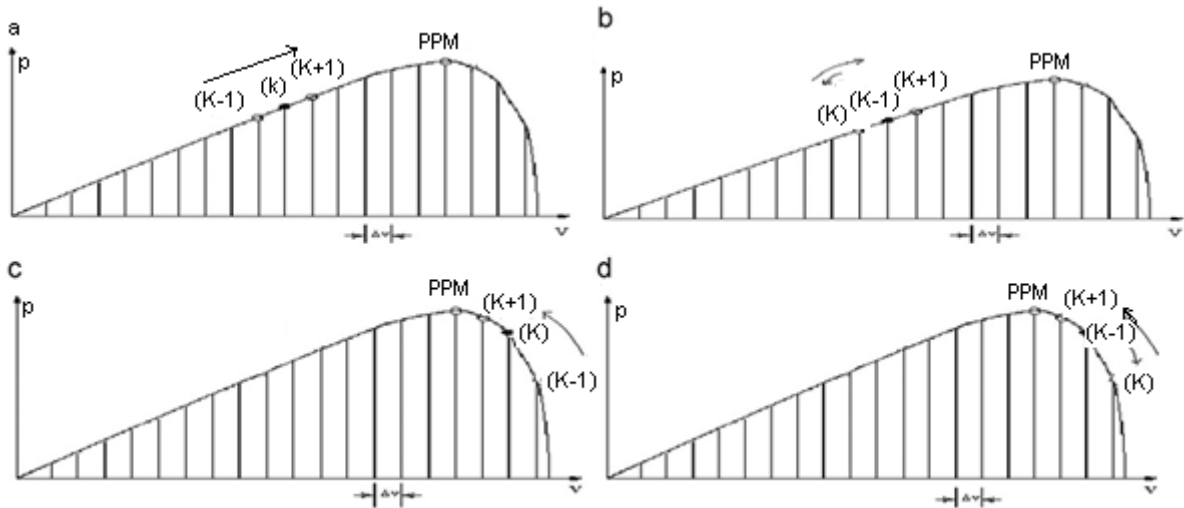 a
p
(K-1)
(k)
(K+1)
PPM
Δv
v
b
p
(K)
(K-1)
(K+1)
PPM
Δv
v
c
p
PPM
(K+1)
(K)
(K-1)
Δv
v
d
p
PPM
(K+1)
(K-1)
(K)
Δv
v